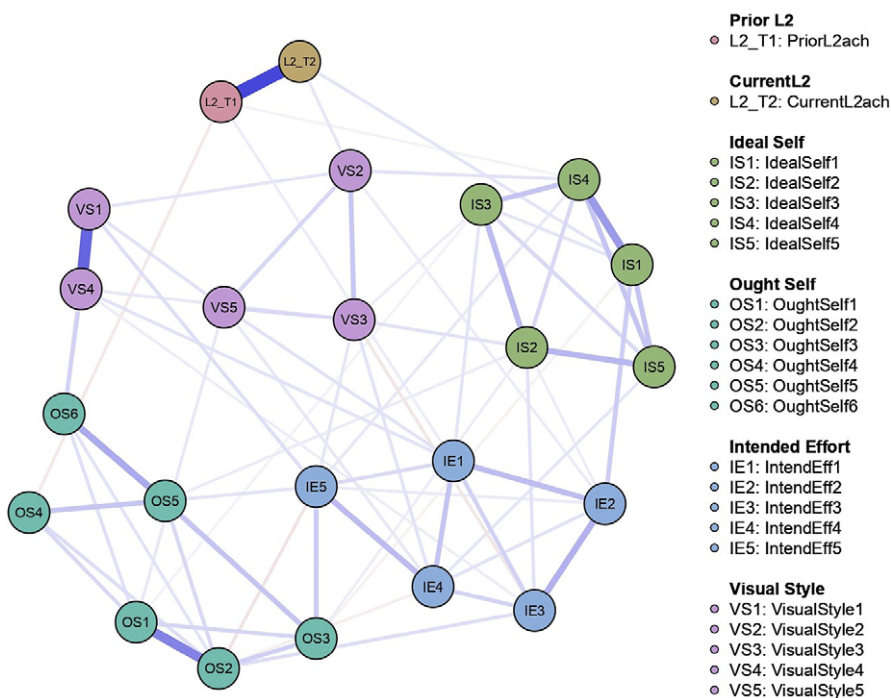 L2_T2
L2_T1
VS2
IS4
IS3
VS1
IS1
VS4
VS5
VS3
IS2
IS5
OS6
IE1
IE5
OS5
IE2
OS4
IE4
IE3
OS1
OS3
OS2
Prior L2
L2_T1: PriorL2ach
CurrentL2
L2_T2: CurrentL2ach
Ideal Self
IS1: IdealSelf1
IS2: IdealSelf2
IS3: IdealSelf3
IS4: IdealSelf4
IS5: IdealSelf5
Ought Self
OS1: OughtSelf1
OS2: OughtSelf2
OS3: OughtSelf3
OS4: OughtSelf4
OS5: OughtSelf5
OS6: OughtSelf6
Intended Effort
IE1: IntendEff1
IE2: IntendEff2
IE3: IntendEff3
IE4: IntendEff4
IE5: IntendEff5
Visual Style
VS1: VisualStyle1
VS2: VisualStyle2
VS3: VisualStyle3
VS4: VisualStyle4
VS5: VisualStyle5